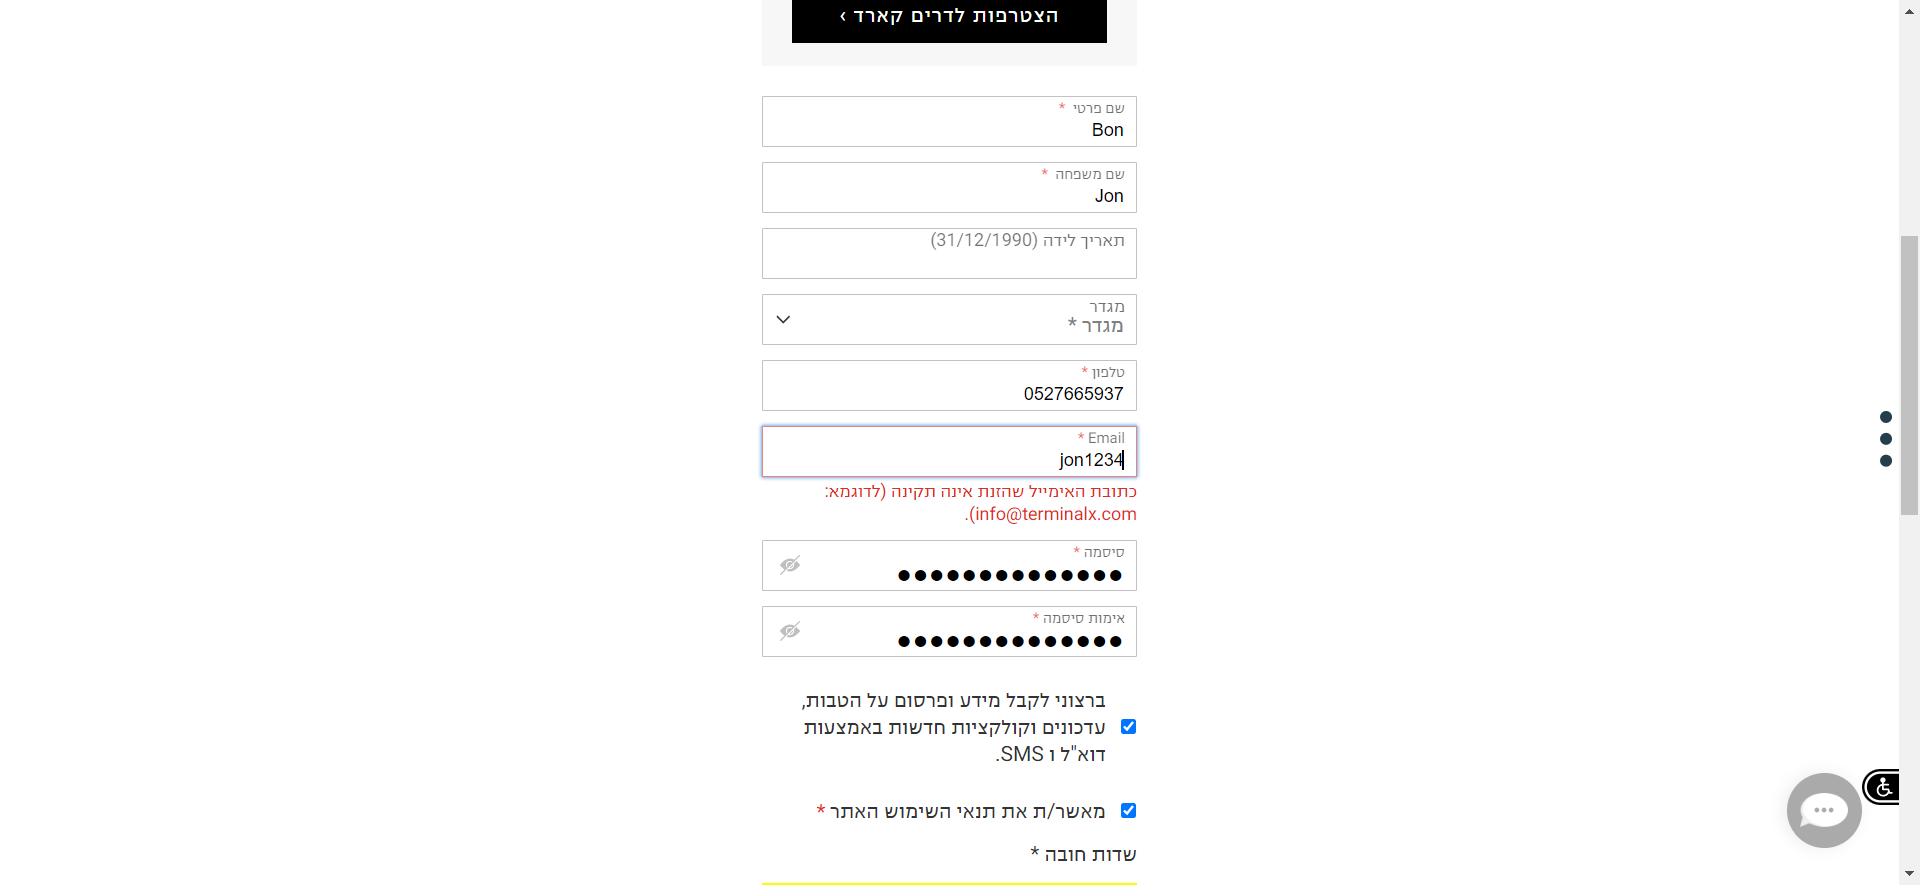 הצטרפות לדרים קארד ›
שם פרטי *
Bon
שם משפחה *
Jon
תאריך לידה (31/12/1990)
מגדר
מגדר *
טלפון *
0527665937
Email *
jon1234
כתובת האימייל שהזנת אינה תקינה (לדוגמא:
info@terminalx.com).
סיסמה *
●●●●●●●●●●●●●●
אימות סיסמה *
●●●●●●●●●●●●●●
ברצוני לקבל מידע ופרסום על הטבות,
עדכונים וקולקציות חדשות באמצעות
דוא"ל ו SMS.
מאשר/ת את תנאי השימוש האתר *
שדות חובה *